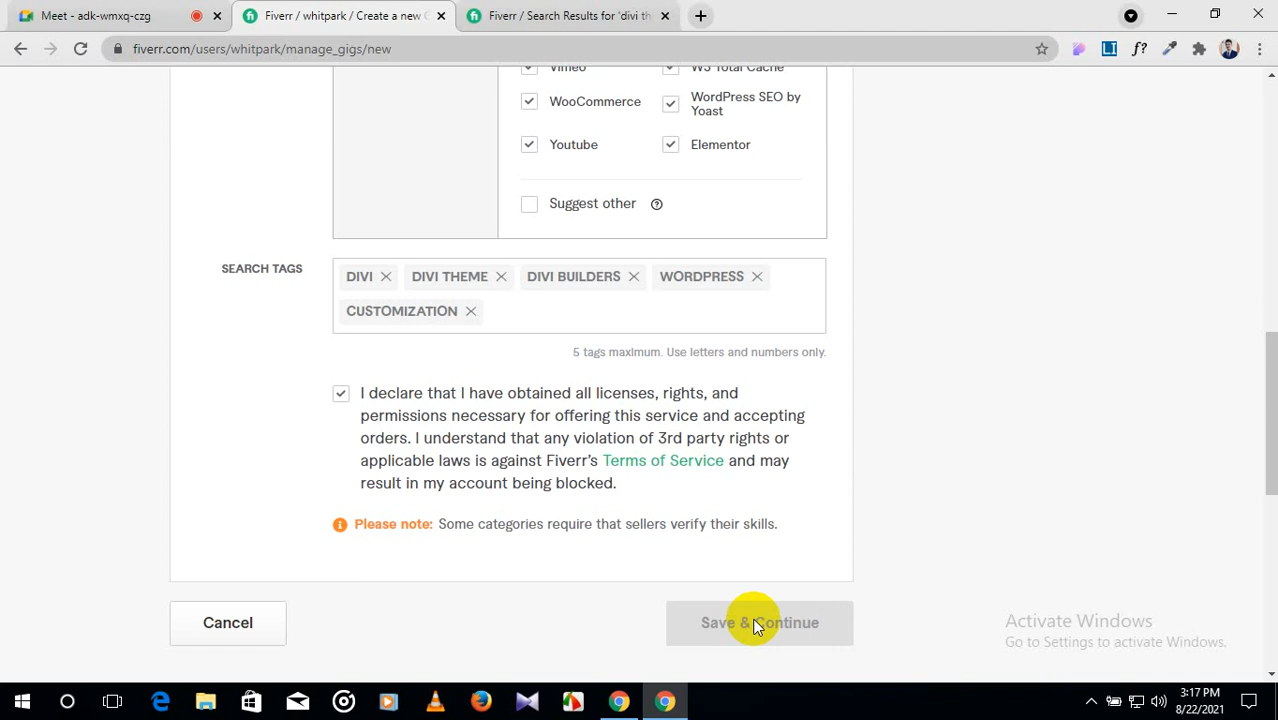 Meet - adk-wmxq-czg
Fiverr / whitpark / Create a new G
Fiverr / Search Results for 'divi th
fiverr.com/users/whitpark/manage_gigs/new
Vimeo
W3 Total Cache
WooCommerce
WordPress SEO by
Yoast
Youtube
Elementor
Suggest other
SEARCH TAGS
DIVI
DIVI THEME
DIVI BUILDERS
WORDPRESS
CUSTOMIZATION
5 tags maximum. Use letters and numbers only.
I declare that I have obtained all licenses, rights, and
permissions necessary for offering this service and accepting
orders. I understand that any violation of 3rd party rights or
applicable laws is against Fiverr's Terms of Service and may
result in my account being blocked.
Please note: Some categories require that sellers verify their skills.
Cancel
Save & Continue
Activate Windows
Go to Settings to activate Windows.
3:17 PM
8/22/2021